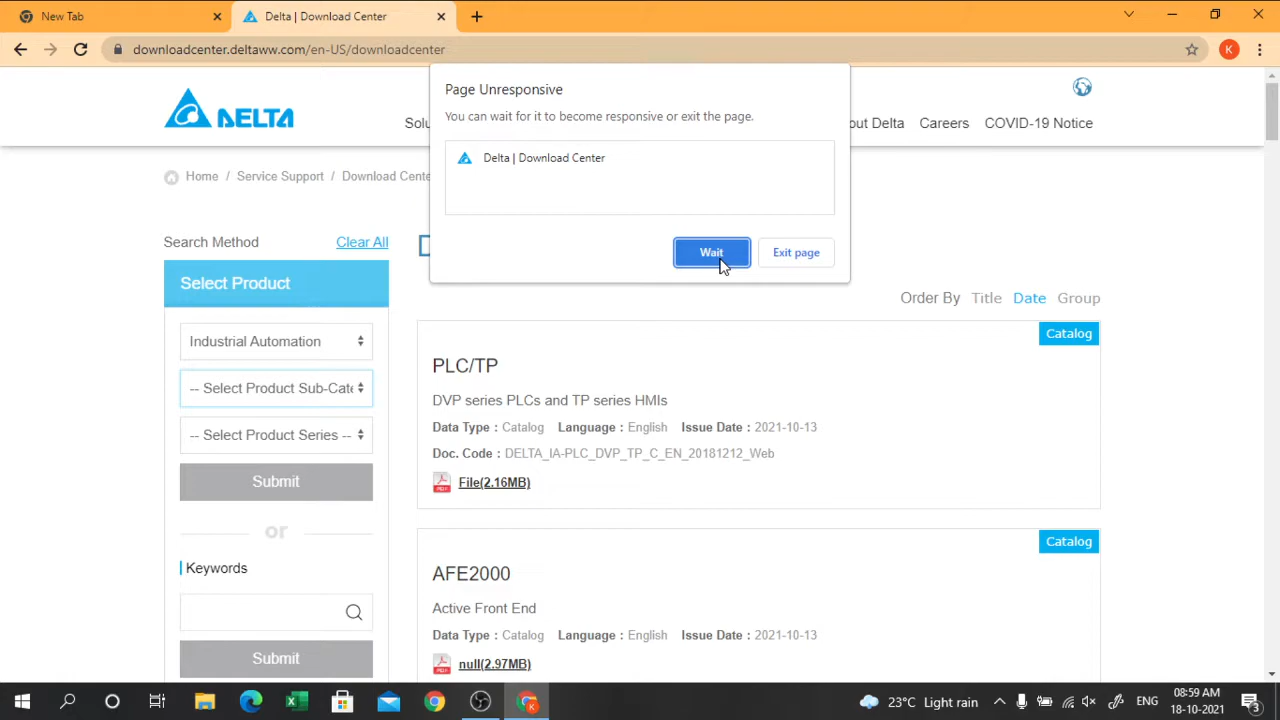 New Tab
Delta | Download Center
downloadcenter.deltaww.com/en-US/downloadcenter
K
Page Unresponsive
You can wait for it to become responsive or exit the page.
Delta | Download Center
Wait
Exit page
DELTA
Solu
out Delta
Careers
COVID-19 Notice
Home / Service Support / Download Cente
Search Method
Clear All
Select Product
Industrial Automation
-- Select Product Sub-Cate
-- Select Product Series --
Submit
or
Keywords
Submit
Order By Title Date Group
Catalog
PLC/TP
DVP series PLCs and TP series HMIs
Data Type : Catalog Language : English Issue Date : 2021-10-13
Doc. Code : DELTA_IA-PLC_DVP_TP_C_EN_20181212_Web
File(2.16MB)
Catalog
AFE2000
Active Front End
Data Type : Catalog Language : English Issue Date : 2021-10-13
null(2.97MB)
23°C Light rain
ENG
08:59 AM
18-10-2021
3